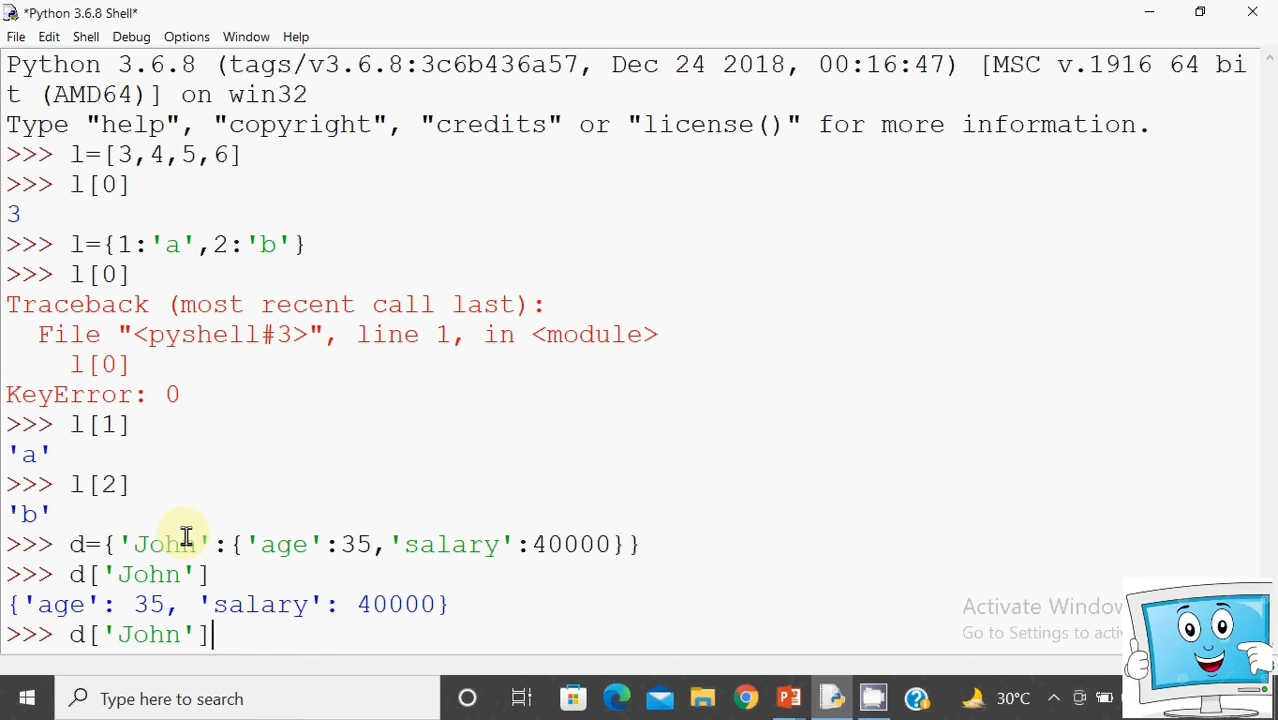 *Python 3.6.8 Shell*
File Edit Shell Debug Options Window Help
Python 3.6.8 (tags/v3.6.8:3c6b436a57, Dec 24 2018, 00:16:47) [MSC v.1916 64 bi
t (AMD64)] on win32
Type "help", "copyright", "credits" or "license()" for more information.
>>> l=[3,4,5,6]
>>> l[0]
3
>>> l={1:'a',2:'b'}
>>> l[0]
Traceback (most recent call last):
  File "<pyshell#3>", line 1, in <module>
    l[0]
KeyError: 0
>>> l[1]
'a'
>>> l[2]
'b'
>>> d={'John':{'age':35,'salary':40000}}
>>> d['John']
{'age': 35, 'salary': 40000}
>>> d['John']
Activate Windo
Go to Settings to acti
Type here to search
30°C